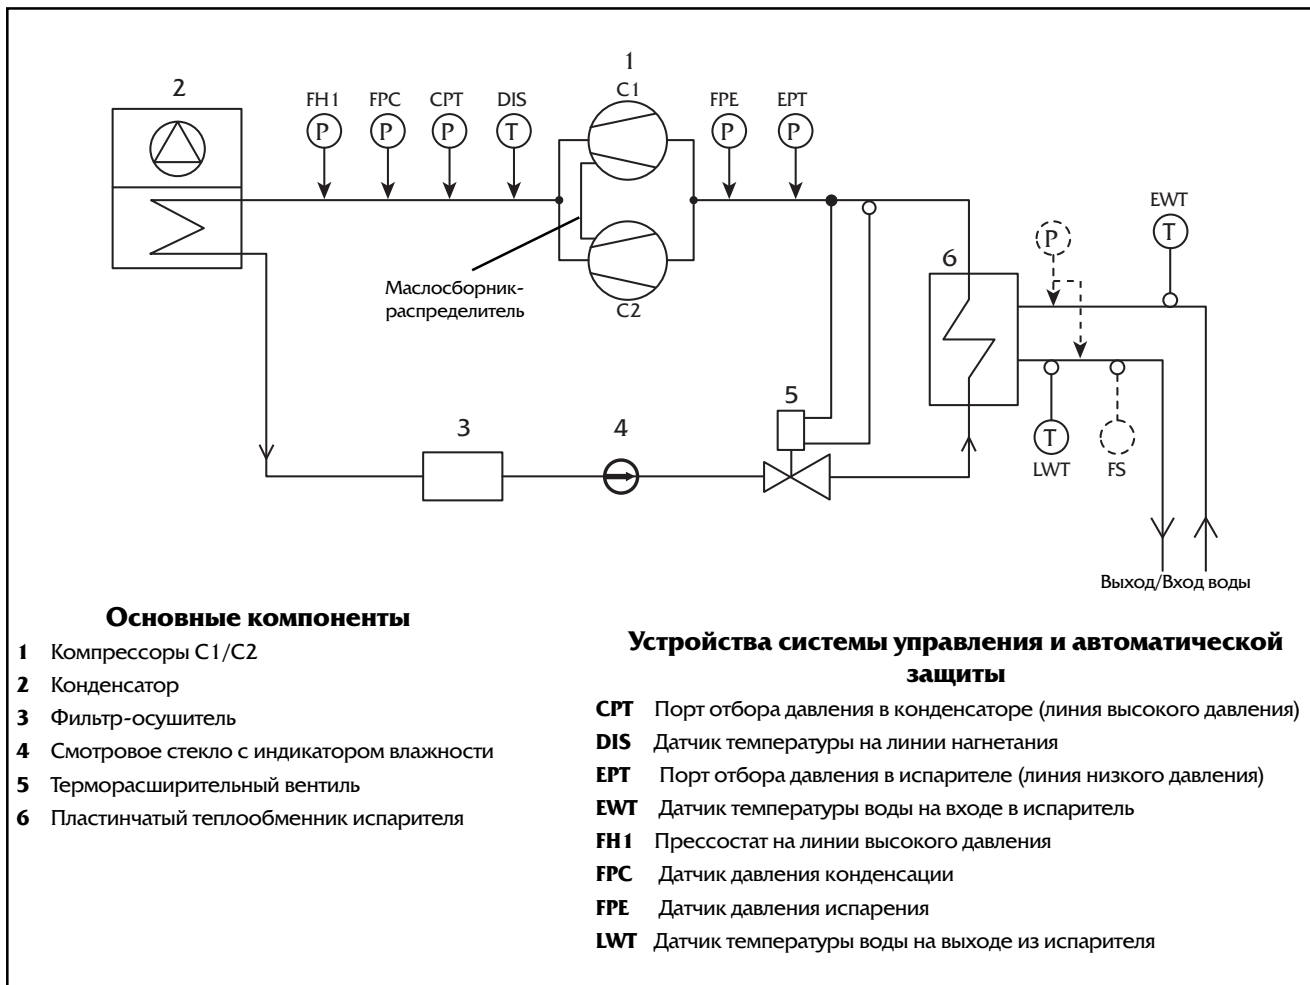 1
C1
2
FH1 FPC CPT DIS
P P P T
FPE EPT
P P
EWT
T
P
6
Маслосборник-
распределитель
C2
5
3
4
T
LWT FS
Выход/Вход воды
Основные компоненты
1 Компрессоры C1/C2
2 Конденсатор
3 Фильтр-осушитель
4 Смотровое стекло с индикатором влажности
5 Терморасширительный вентиль
6 Пластинчатый теплообменник испарителя
Устройства системы управления и автоматической
защиты
CPT Порт отбора давления в конденсаторе (линия высокого давления)
DIS Датчик температуры на линии нагнетания
EPT Порт отбора давления в испарителе (линия низкого давления)
EWT Датчик температуры воды на входе в испаритель
FH1 Прессостат на линии высокого давления
FPC Датчик давления конденсации
FPE Датчик давления испарения
LWT Датчик температуры воды на выходе из испарителя